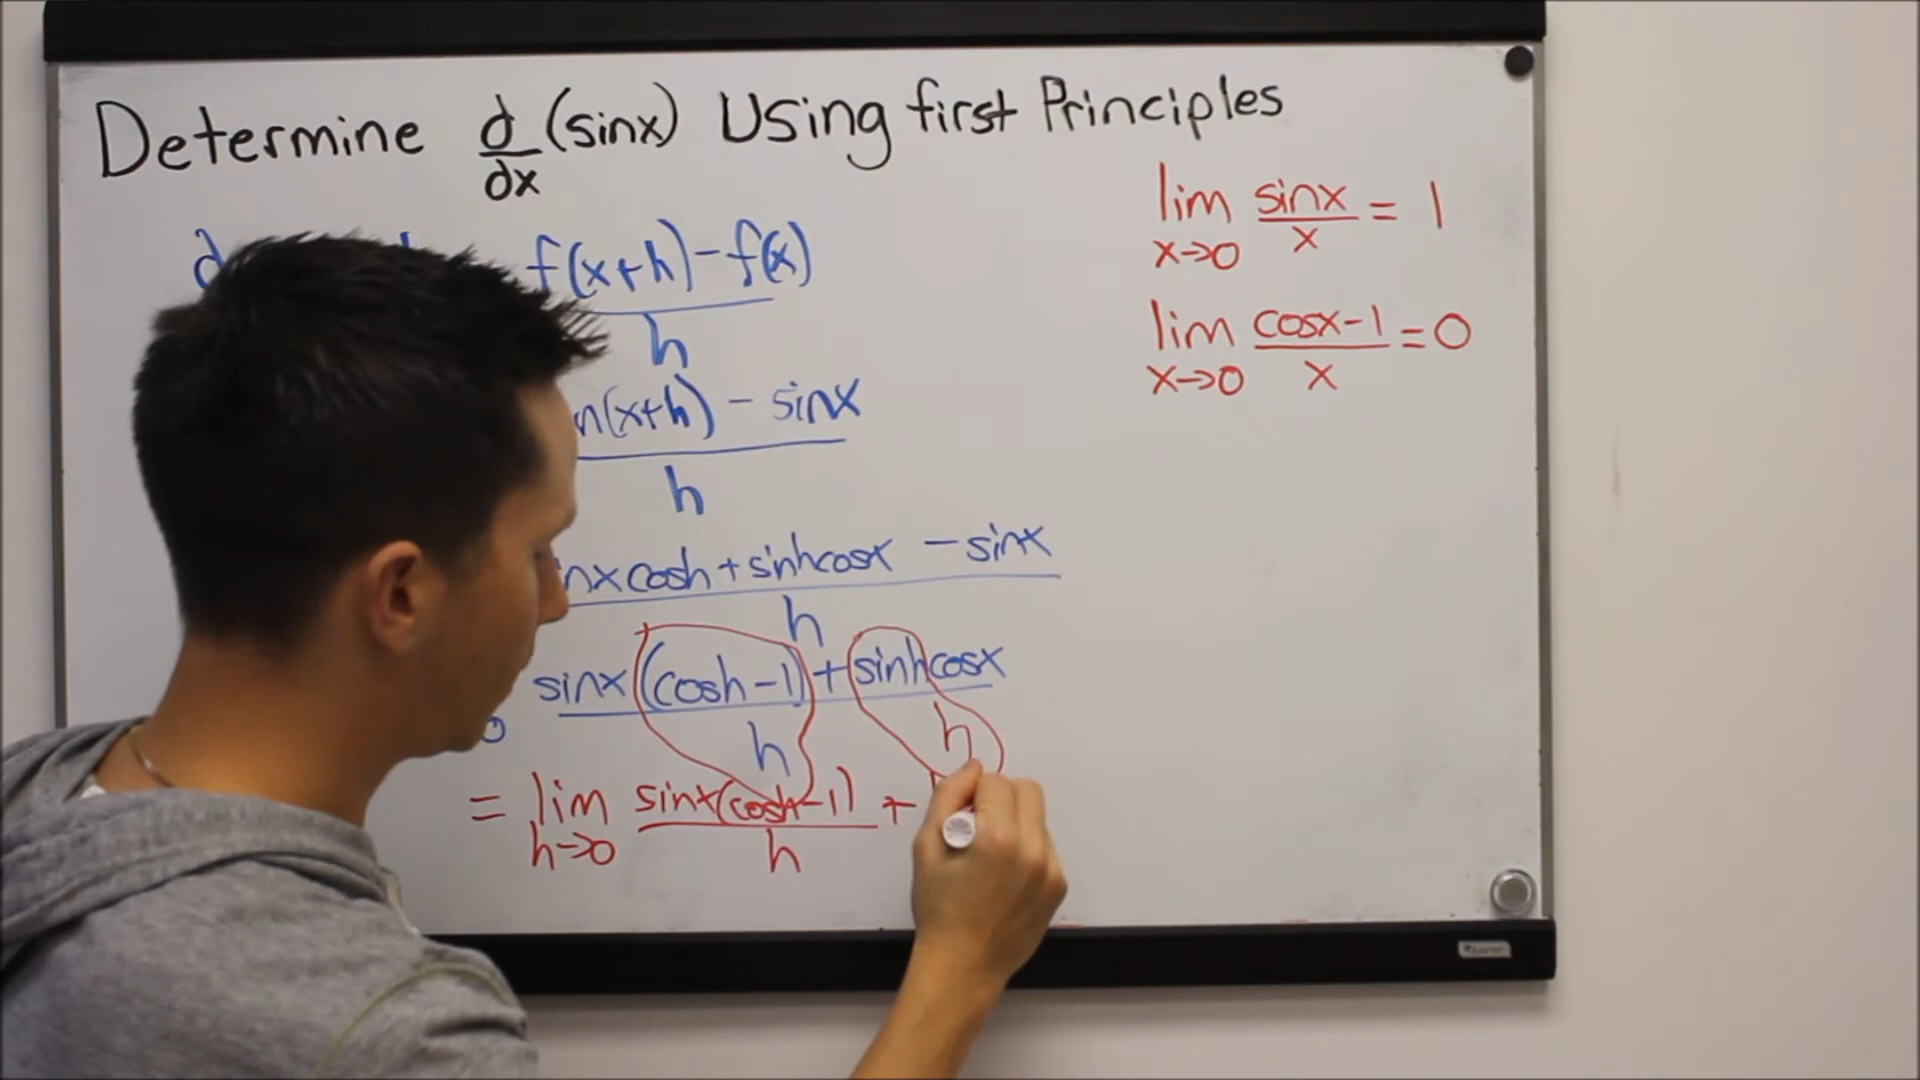 Determine d/dx (sinx) Using first Principles
d f(x+h)-f(x)
h
n(x+h) - sinx
h
nxcosh+sinhcosx - sinx
h
sinx(cosh-1)+sinhcosx
h
= lim sinx(cosh-1) +
h→0 h
lim sinx/x = 1
x→0
lim cosx-1/x = 0
x→0